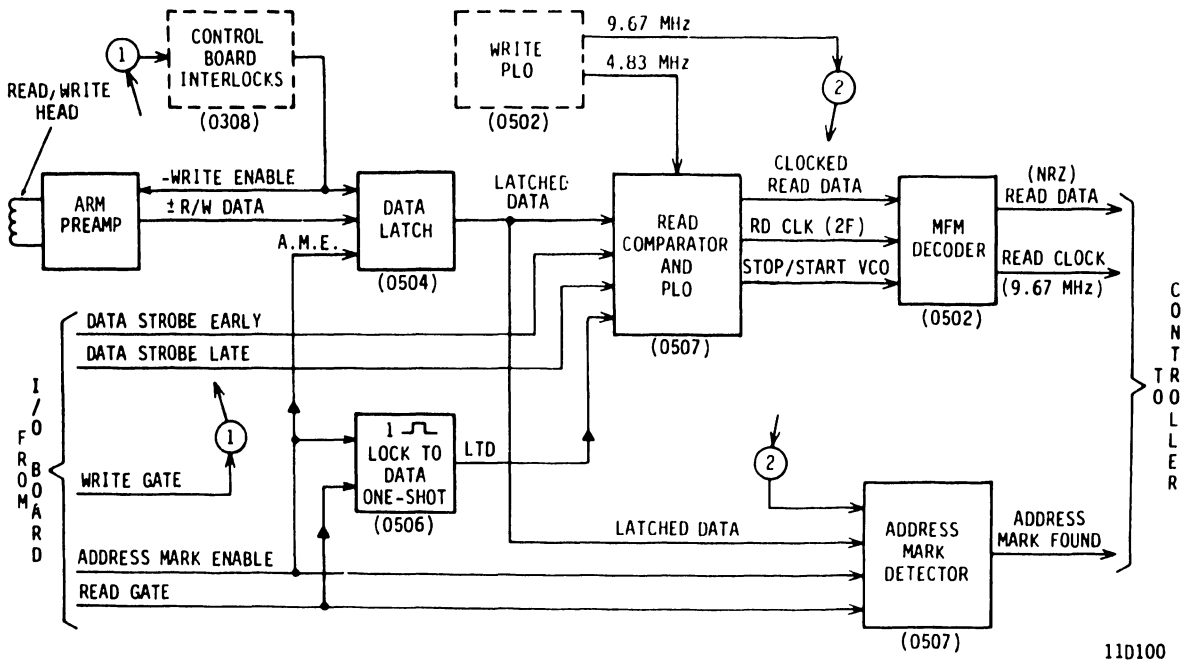 1
CONTROL
BOARD
INTERLOCKS
(0308)
WRITE
PLO
(0502)
9.67 MHz
4.83 MHz
2
READ/WRITE
HEAD
ARM
PREAMP
-WRITE ENABLE
±R/W DATA
A.M.E.
DATA
LATCH
(0504)
LATCHED
DATA
READ
COMPARATOR
AND
PLO
(0507)
CLOCKED
READ DATA
RD CLK (2F)
STOP/START VCO
MFM
DECODER
(0502)
(NRZ)
READ DATA
READ CLOCK
(9.67 MHz)
TO
CONTROLLER
FROM
I/O BOARD
DATA STROBE EARLY
DATA STROBE LATE
1
WRITE GATE
ADDRESS MARK ENABLE
READ GATE
1
LOCK TO
DATA
ONE-SHOT
(0506)
LTD
2
LATCHED DATA
ADDRESS
MARK
DETECTOR
(0507)
ADDRESS
MARK FOUND
11D100